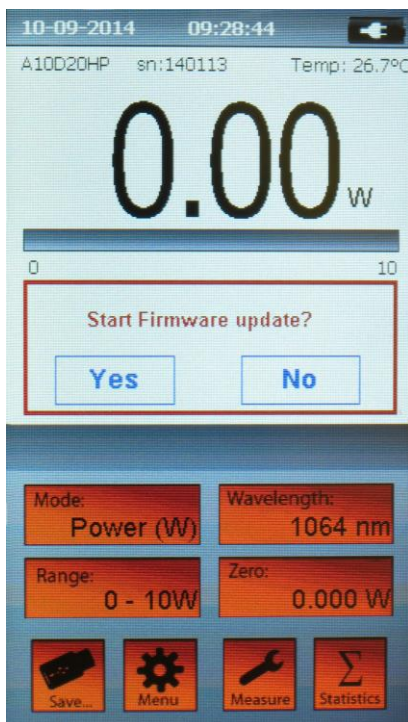 10-09-2014 09:28:44
A10D20HP sn:140113 Temp: 26.7ºC
0.00 W
0 10
Start Firmware update?
Yes No
Mode: Wavelength:
Power (W) 1064 nm
Range: Zero:
0 - 10W 0.000 W
Save... Menu Measure Statistics